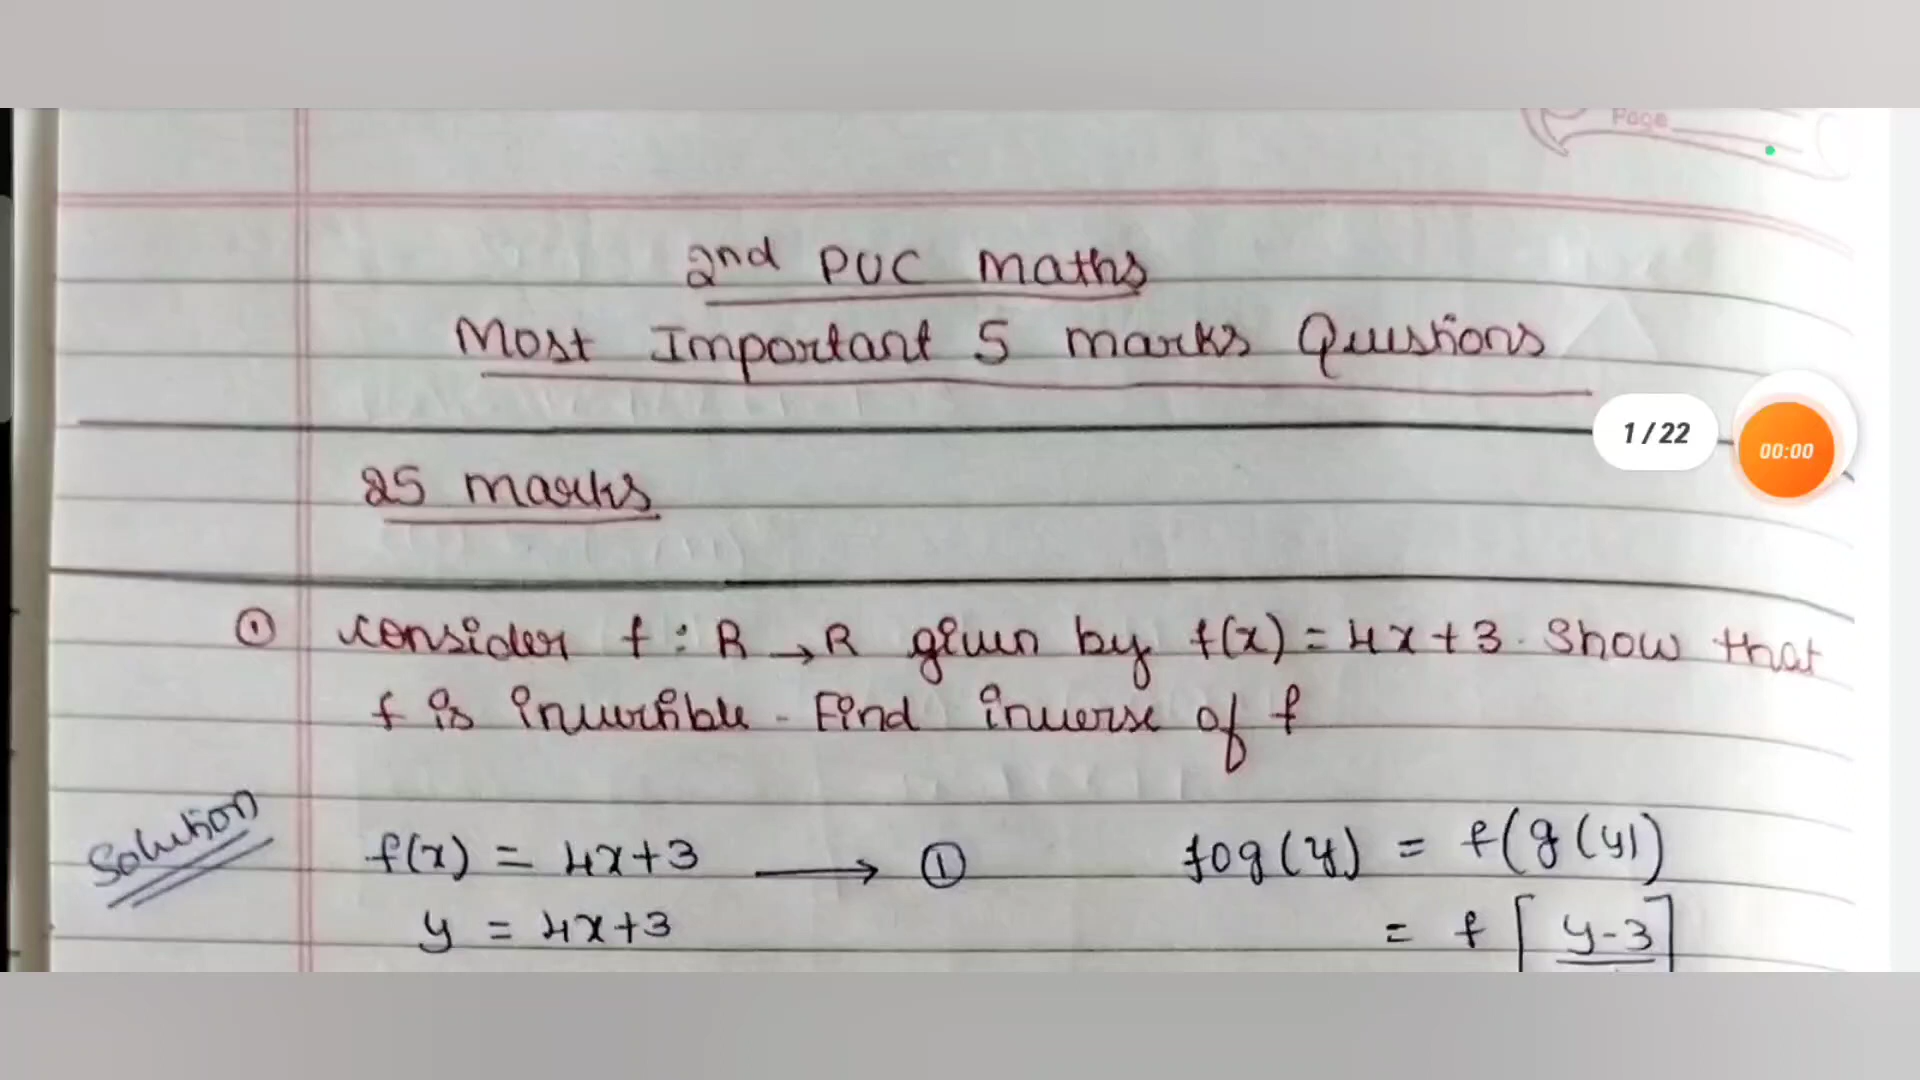 Page
2nd PUC Maths
Most Important 5 marks Questions
1/22
00:00
25 marks
① consider f : R → R given by f(x) = 4x+3. Show that
f is invertible - Find inverse of f
Solution
f(x) = 4x+3 → ①
fog(y) = f(g(y))
y = 4x+3
= f [ y-3